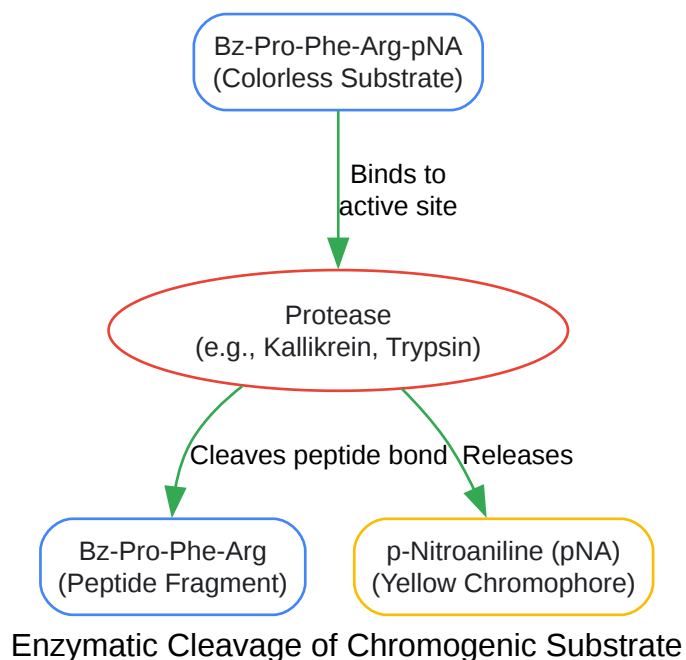 Bz-Pro-Phe-Arg-pNA
(Colorless Substrate)
Binds to
active site
Protease
(e.g., Kallikrein, Trypsin)
Cleaves peptide bond
Releases
Bz-Pro-Phe-Arg
(Peptide Fragment)
p-Nitroaniline (pNA)
(Yellow Chromophore)
Enzymatic Cleavage of Chromogenic Substrate